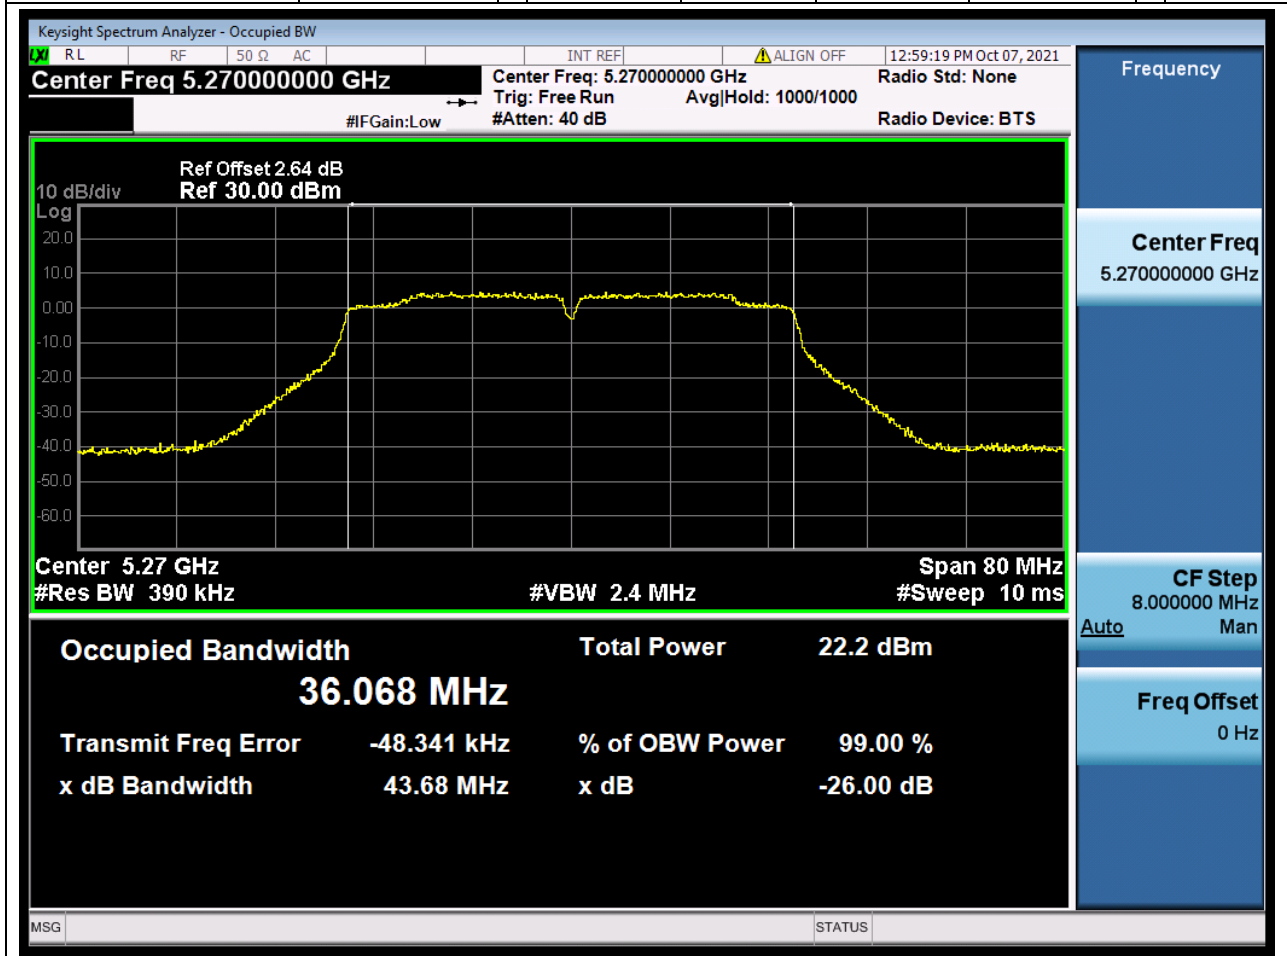 Keysight Spectrum Analyzer - Occupied BW
LXI RL RF 50 Ω AC INT REF ALIGN OFF 12:59:19 PM Oct 07, 2021
Center Freq 5.270000000 GHz
Center Freq: 5.270000000 GHz
Radio Std: None
Trig: Free Run Avg|Hold: 1000/1000
#IFGain:Low
#Atten: 40 dB
Radio Device: BTS
Ref Offset 2.64 dB
10 dB/div Ref 30.00 dBm
Log
20.0
10.0
0.00
-10.0
-20.0
-30.0
-40.0
-50.0
-60.0
Center 5.27 GHz Span 80 MHz
#Res BW 390 kHz #VBW 2.4 MHz #Sweep 10 ms
Occupied Bandwidth Total Power 22.2 dBm
36.068 MHz
Transmit Freq Error -48.341 kHz % of OBW Power 99.00 %
x dB Bandwidth 43.68 MHz x dB -26.00 dB
Frequency
Center Freq
5.270000000 GHz
CF Step
8.000000 MHz
Auto Man
Freq Offset
0 Hz
MSG STATUS